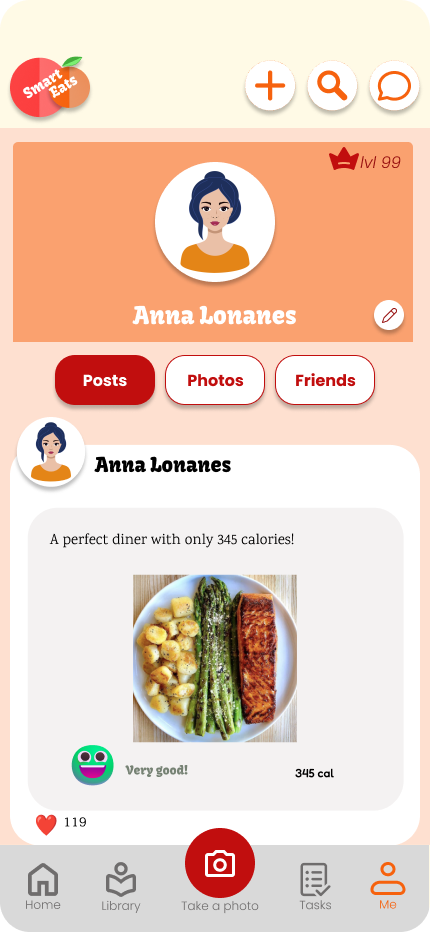 Smart
Eats
lvl 99
Anna Lonanes
Posts
Photos
Friends
Anna Lonanes
A perfect diner with only 345 calories!
Very good!
345 cal
119
Home
Library
Take a photo
Tasks
Me